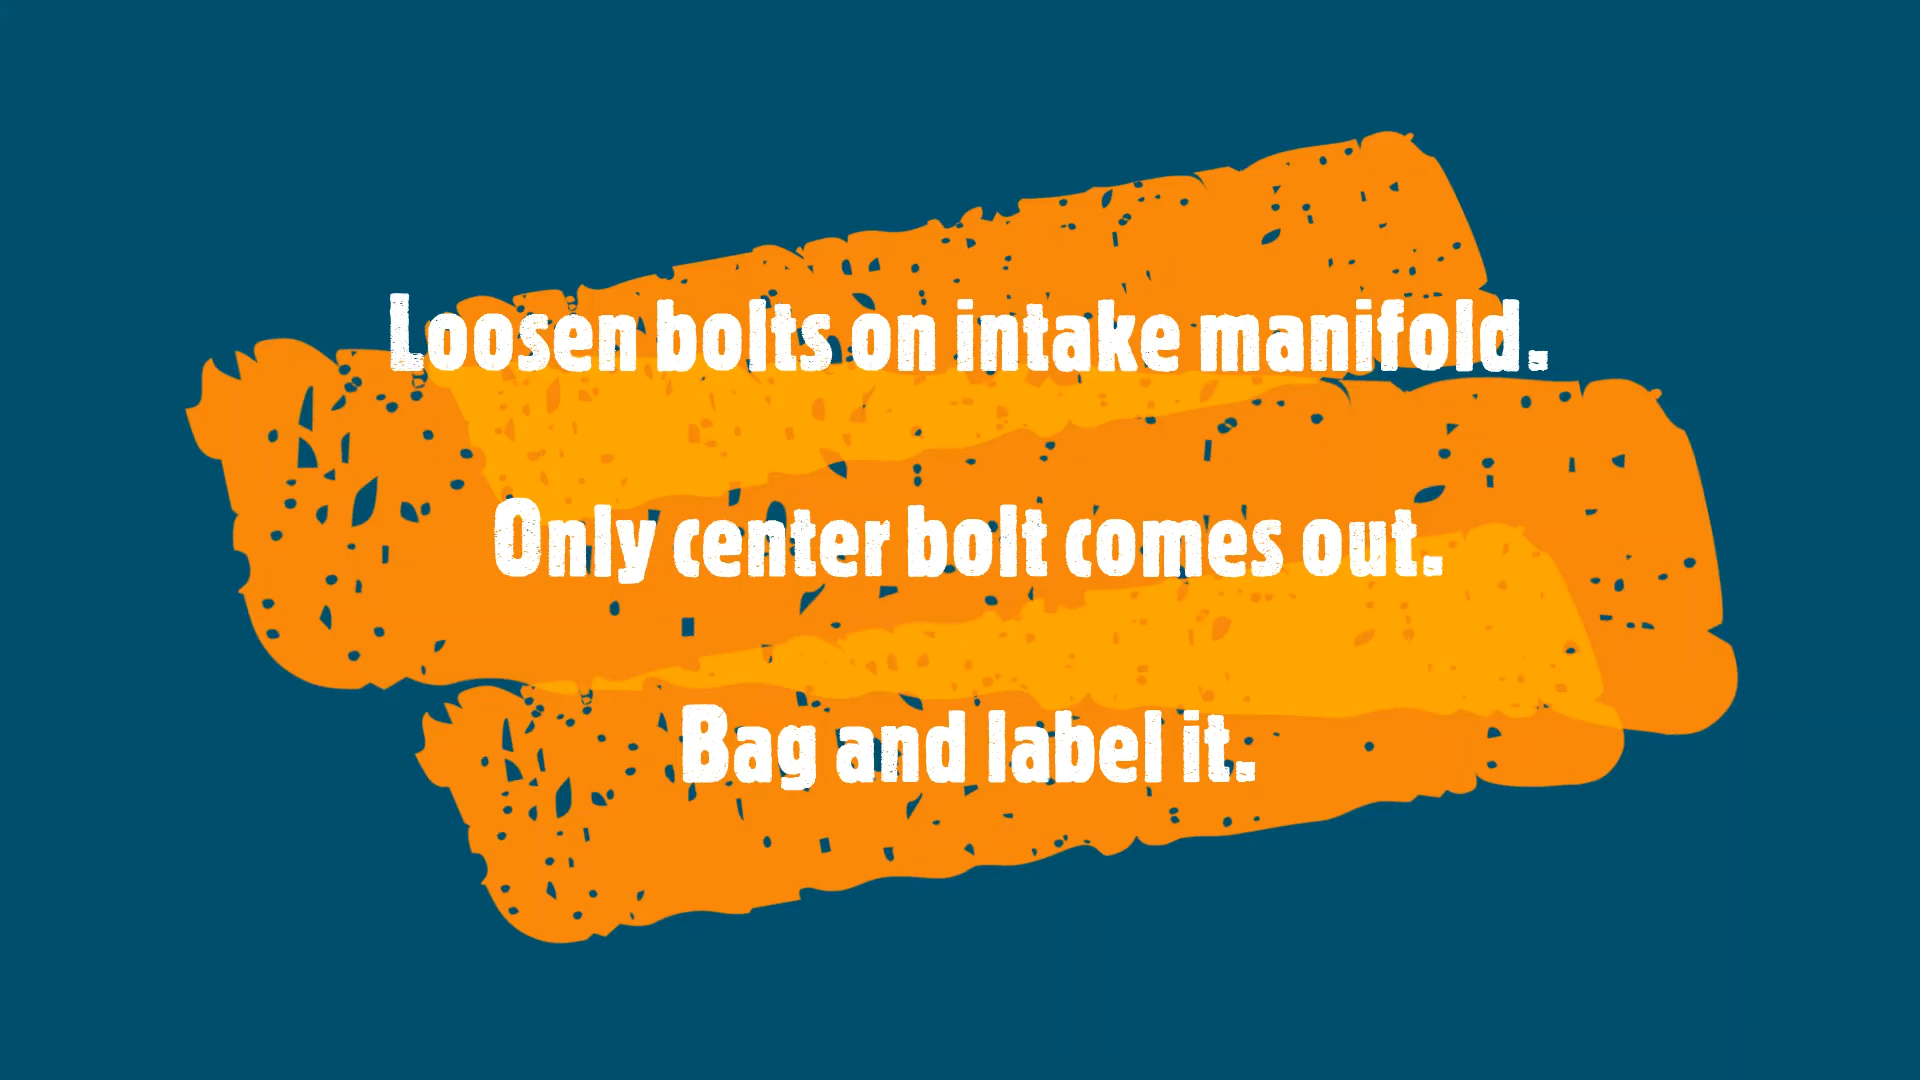 Loosen bolts on intake manifold.
Only center bolt comes out.
Bag and label it.